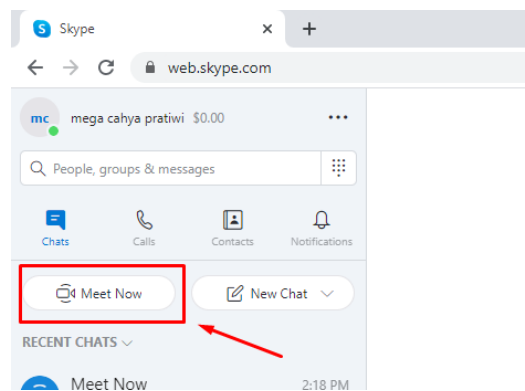 Skype
web.skype.com
mc mega cahya pratiwi $0.00
People, groups & messages
Chats Calls Contacts Notifications
Meet Now New Chat
RECENT CHATS
Meet Now 2:18 PM